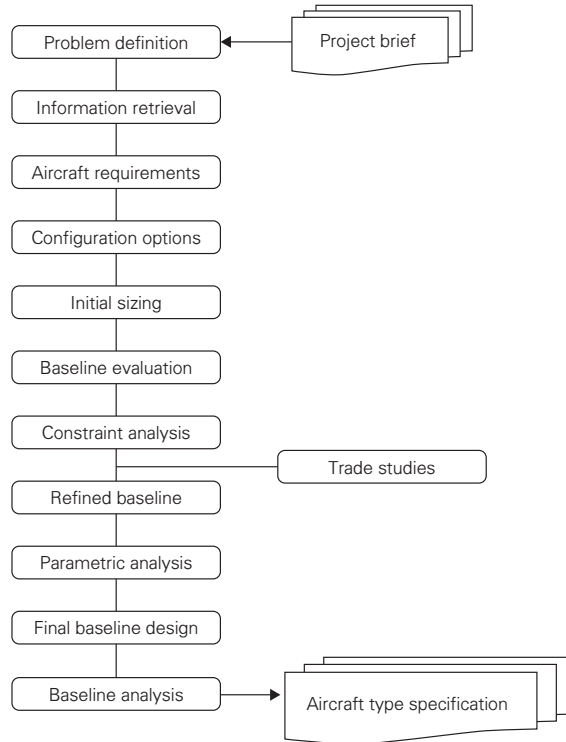 Problem definition
Project brief
Information retrieval
Aircraft requirements
Configuration options
Initial sizing
Baseline evaluation
Constraint analysis
Trade studies
Refined baseline
Parametric analysis
Final baseline design
Baseline analysis
Aircraft type specification